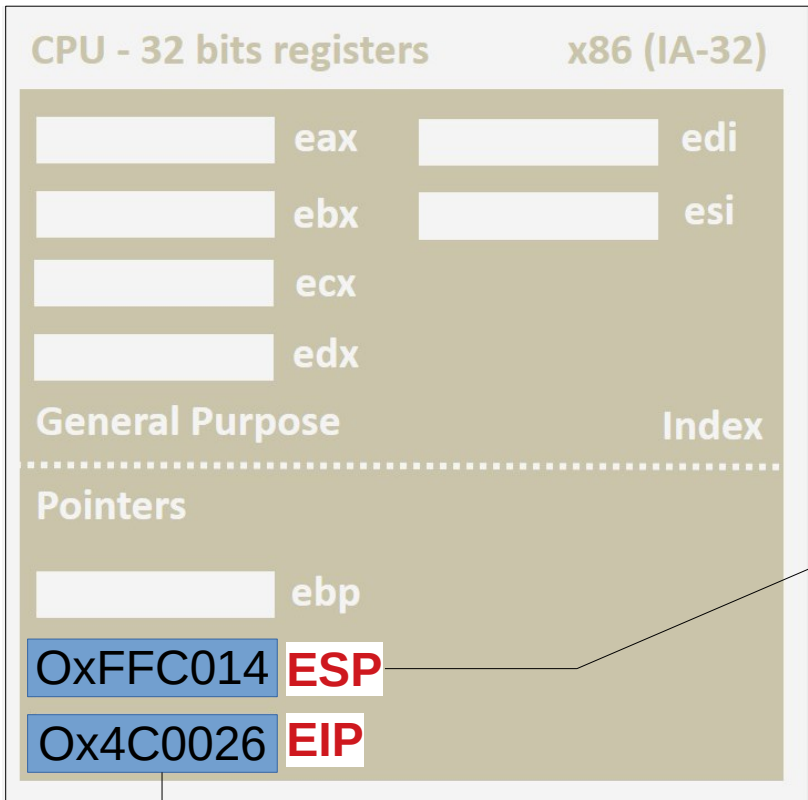 CPU - 32 bits registers x86 (IA-32)
eax edi
ebx esi
ecx
edx
General Purpose Index
Pointers
ebp
OxFFC014 ESP
Ox4C0026 EIP